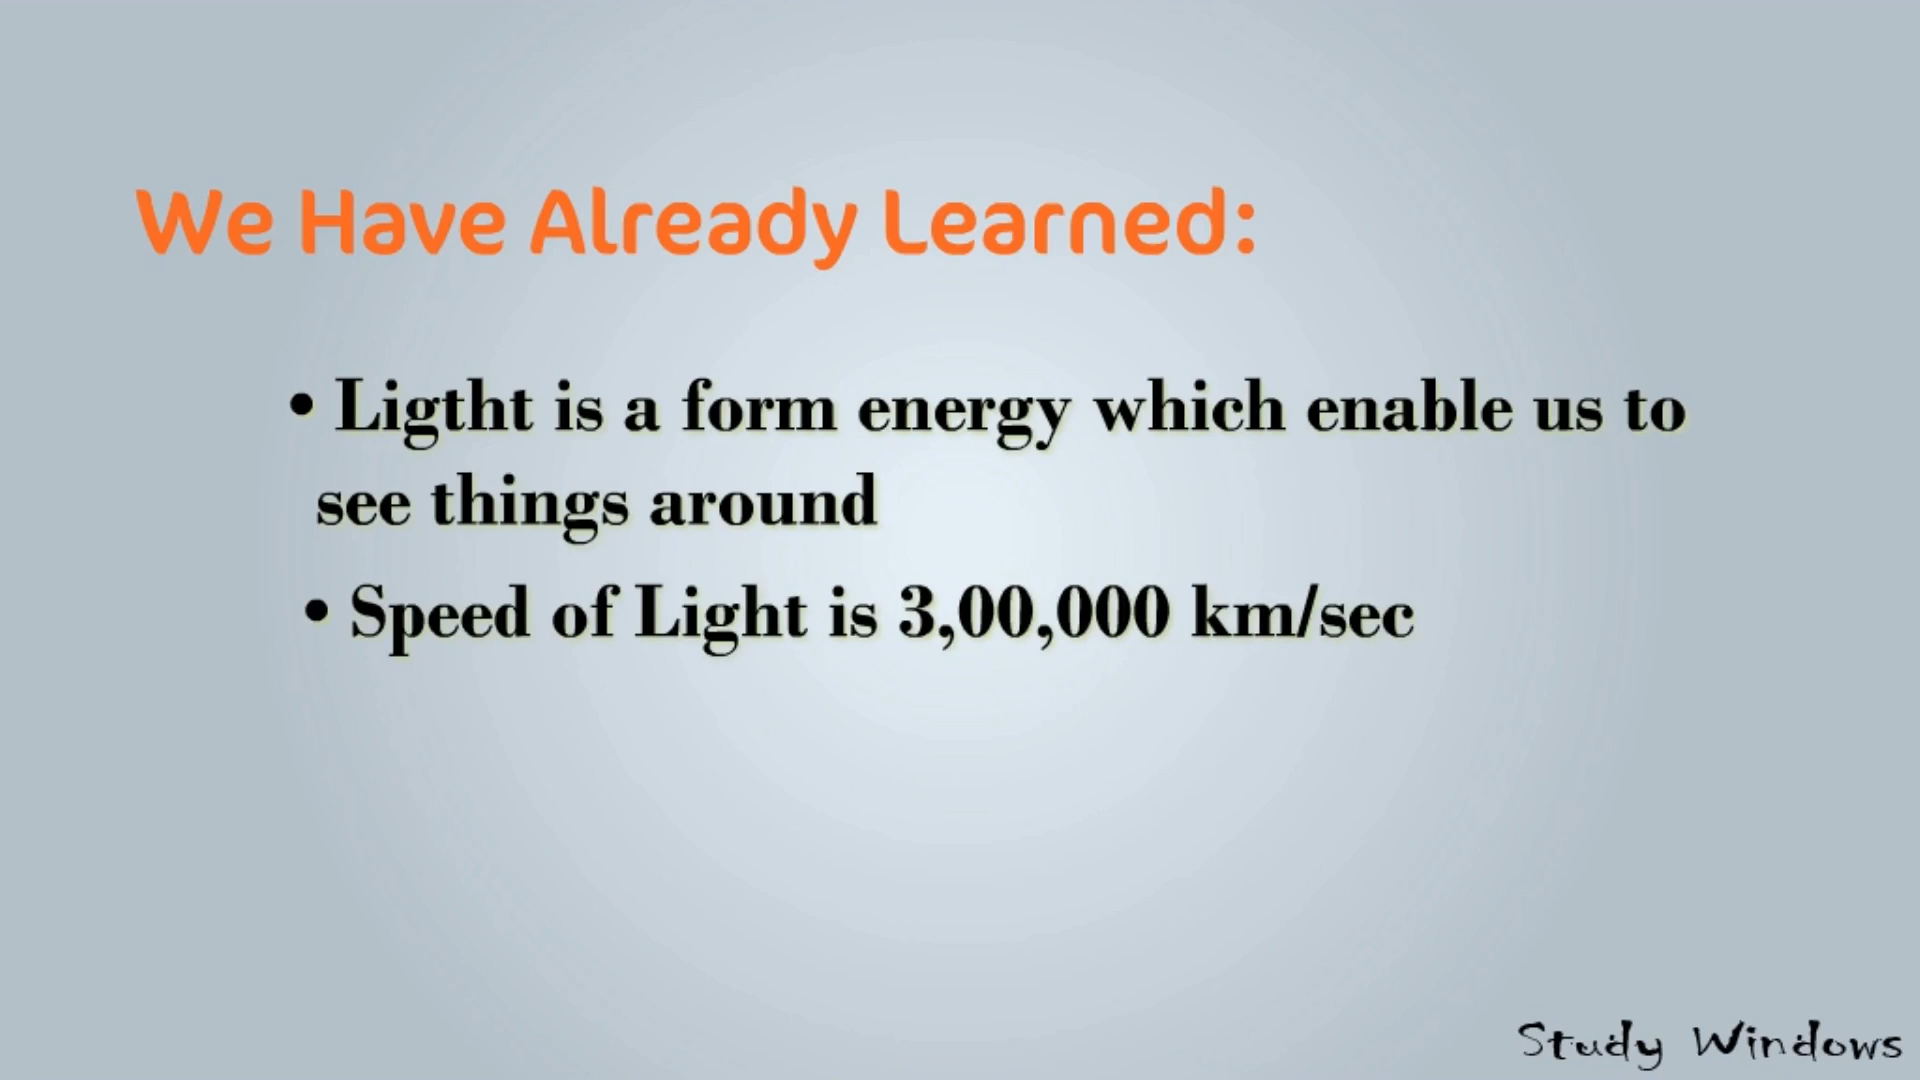 We Have Already Learned:
• Ligtht is a form energy which enable us to
see things around
• Speed of Light is 3,00,000 km/sec
Study Windows